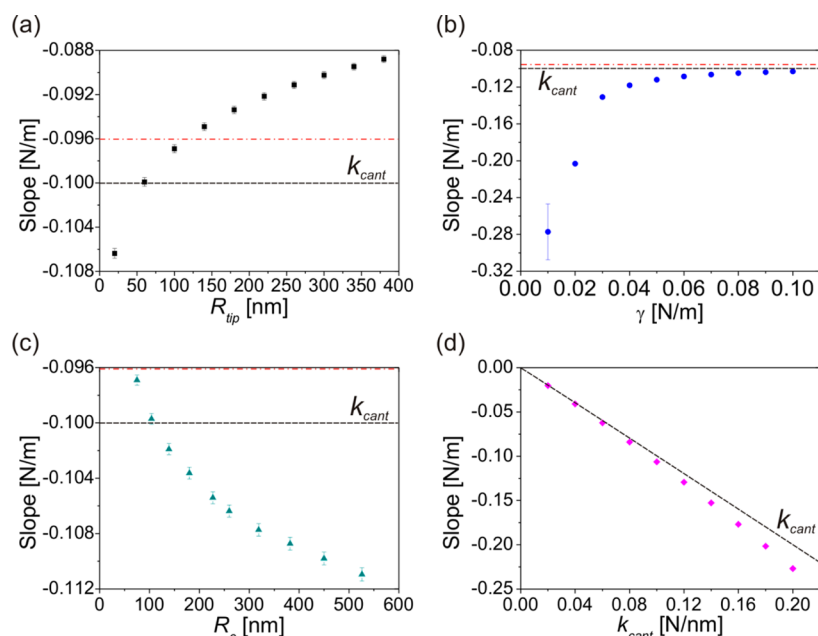 (a)
Slope [N/m]
-0.088
-0.092
-0.096
-0.100
-0.104
-0.108
k_cant
0 50 100 150 200 250 300 350 400
R_tip [nm]
(b)
Slope [N/m]
-0.08
-0.12
-0.16
-0.20
-0.24
-0.28
-0.32
k_cant
0.00 0.02 0.04 0.06 0.08 0.10
γ [N/m]
(c)
Slope [N/m]
-0.096
-0.100
-0.104
-0.108
-0.112
k_cant
0 100 200 300 400 500 600
[nm]
(d)
Slope [N/m]
0.00
-0.05
-0.10
-0.15
-0.20
-0.25
k_cant
0.00 0.04 0.08 0.12 0.16 0.20
k_cant [N/nm]